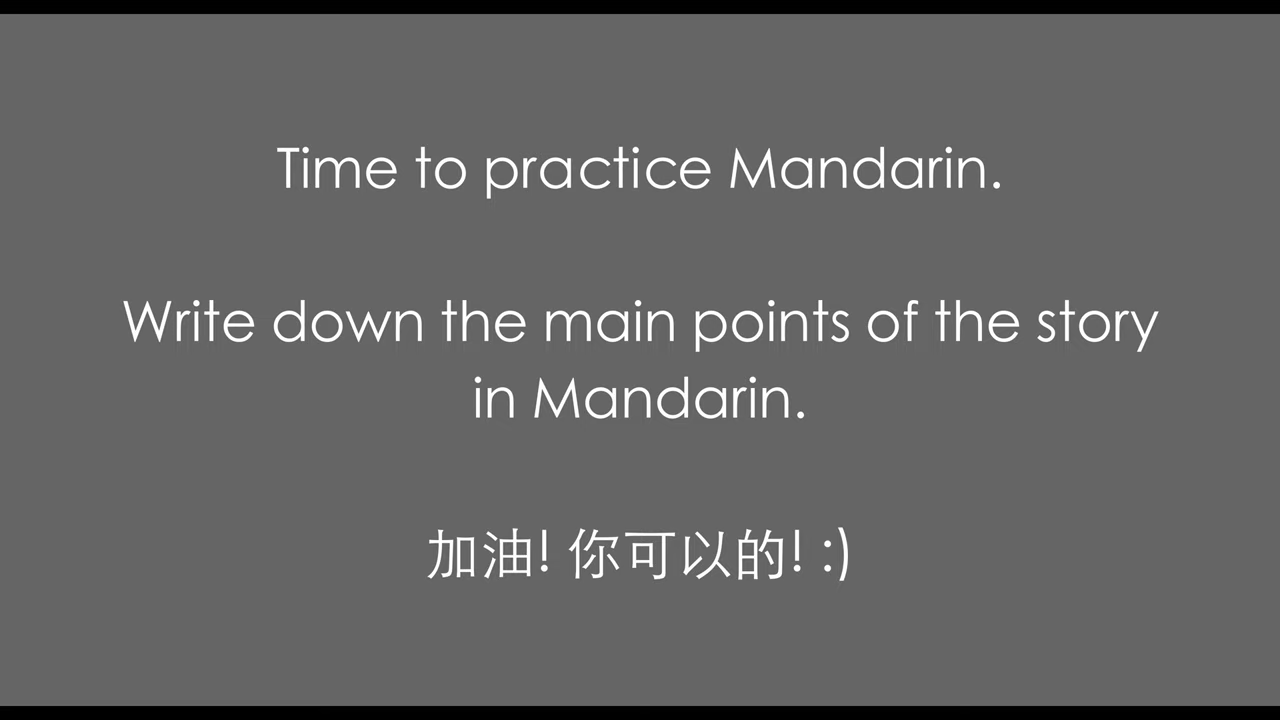 Time to practice Mandarin.
Write down the main points of the story
in Mandarin.
加油! 你可以的! :)